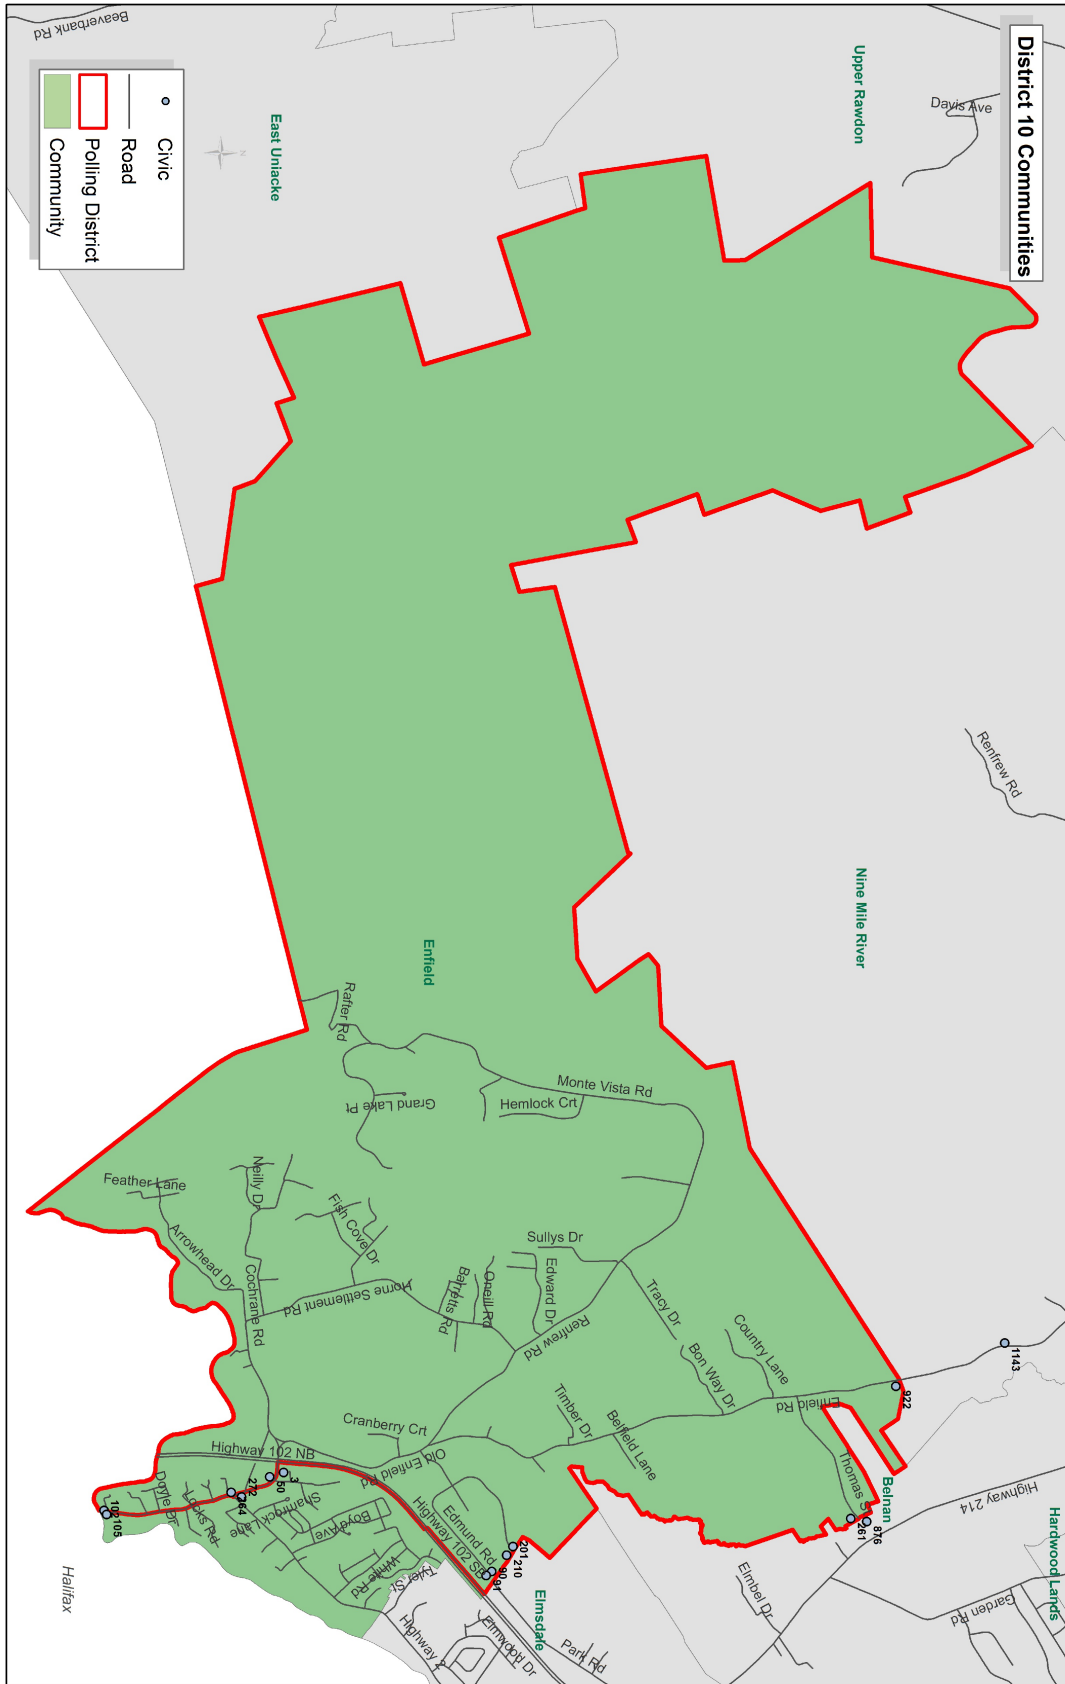 District 10 Communities
Civic
Road
Polling District
Community
Beaverbank Rd
East Uniacke
Upper Rawdon
Davis Ave
N
Renfrew Rd
Nine Mile River
Enfield
Rafter Rd
Grand Lake Pt
Monte Vista Rd
Hemlock Crt
Feather Lane
Neilly Dr
Arrowhead Dr
Fish Cove Dr
Cochrane Rd
Horne Settlement Rd
Barretts Rd
Oneill Rd
Sullys Dr
Edward Dr
Renfrew Rd
Tracy Dr
Bon Way Dr
Country Lane
Enfield Rd
Timber Dr
Belfield Lane
Cranberry Crt
Old Enfield Rd
Highway 102 NB
Highway 102 SB
Edmund Rd
Thomas St
Belnan
Highway 214
Hardwood Lands
Garden Rd
Elmbel Dr
Elmsdale
Park Rd
Elmwood Dr
Highway 2
Tyler St
White Rd
Boyd Ave
Shamrock Lane
Locks Rd
Doyle Dr
Halifax
1143
922
876
261
201
210
90
91
3
50
272
264
102
105